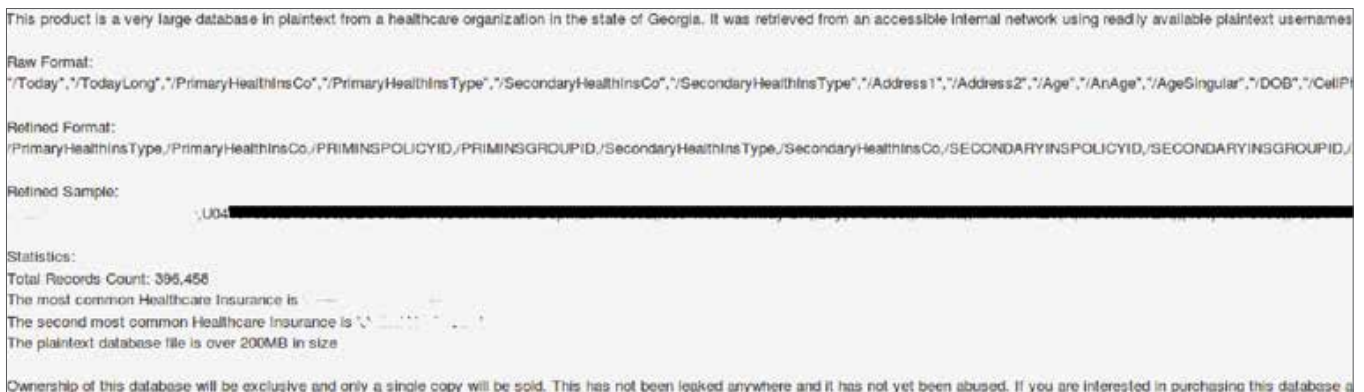 This product is a very large database in plaintext from a healthcare organization in the state of Georgia. It was retrieved from an accessible internal network using readily available plaintext usernames
Raw Format:
"/Today","/TodayLong","/PrimaryHealthInsCo","/PrimaryHealthInsType","/SecondaryHealthInsCo","/SecondaryHealthInsType","/Address1","/Address2","/Age","/AnAge","/AgeSingular","/DOB","/CellPh
Refined Format:
/PrimaryHealthInsType,/PrimaryHealthInsCo,/PRIMINSPOLICYID,/PRIMINSGROUPID,/SecondaryHealthInsType,/SecondaryHealthInsCo,/SECONDARYINSPOLICYID,/SECONDARYINSGROUPID,/
Refined Sample:
,U04
Statistics:
Total Records Count: 396,458
The most common Healthcare Insurance is
The second most common Healthcare Insurance is
The plaintext database file is over 200MB in size
Ownership of this database will be exclusive and only a single copy will be sold. This has not been leaked anywhere and it has not yet been abused. If you are interested in purchasing this database a